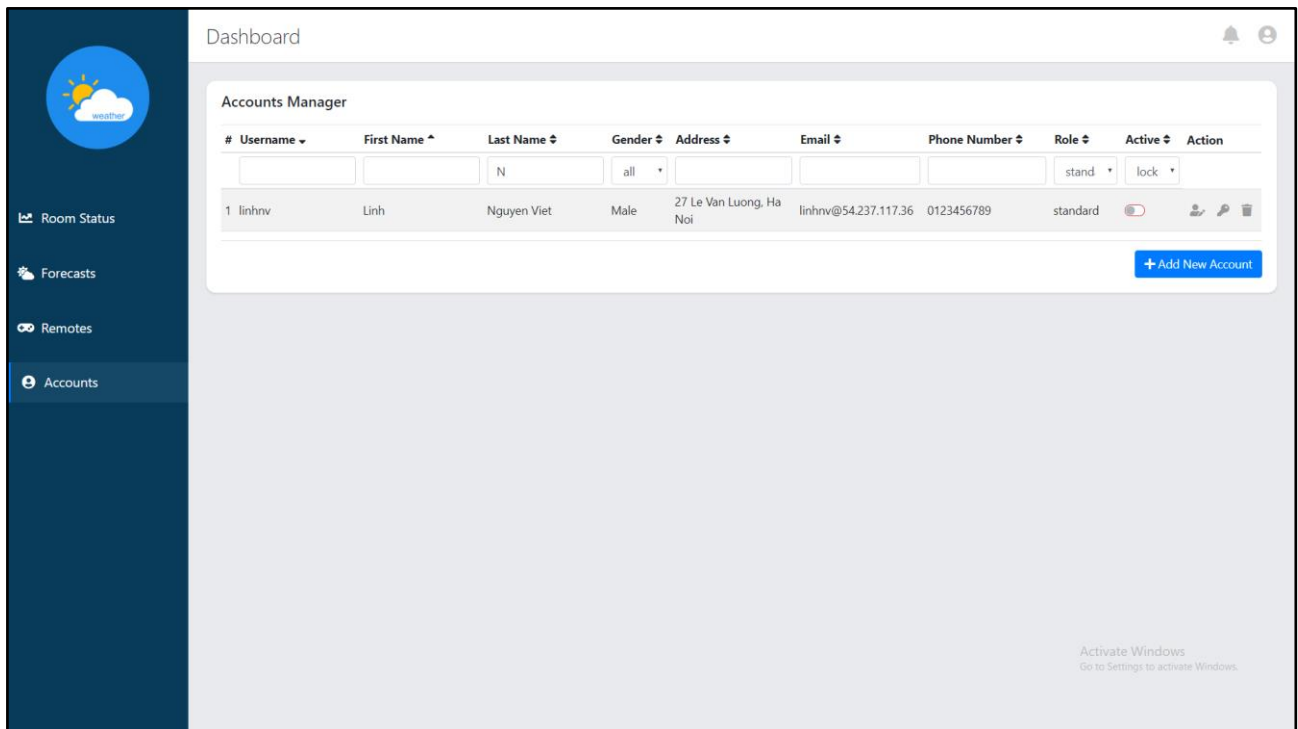 Dashboard
weather
Accounts Manager
# Username First Name Last Name Gender Address Email Phone Number Role Active Action
N all stand lock
1 linhnv Linh Nguyen Viet Male 27 Le Van Luong, Ha Noi linhnv@54.237.117.36 0123456789 standard
+ Add New Account
Room Status
Forecasts
Remotes
Accounts
Activate Windows
Go to Settings to activate Windows.